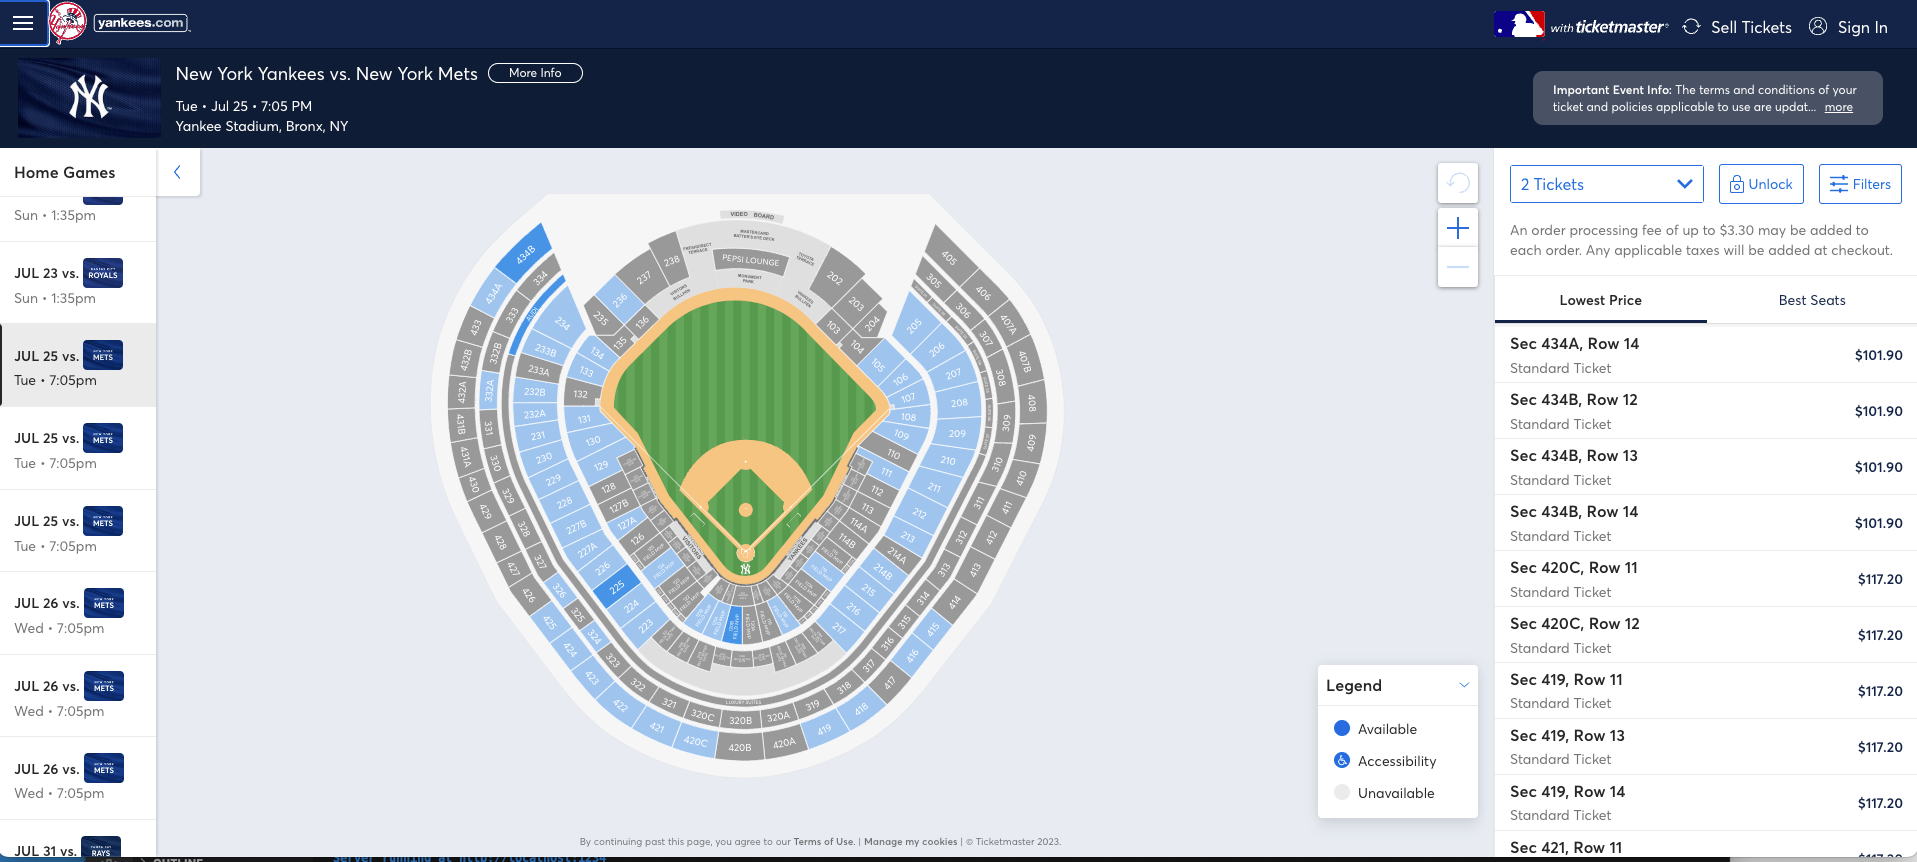 yankees.com
with ticketmaster
Sell Tickets
Sign In
New York Yankees vs. New York Mets
More Info
Tue • Jul 25 • 7:05 PM
Yankee Stadium, Bronx, NY
Important Event Info: The terms and conditions of your
ticket and policies applicable to use are updat... more
Home Games
Sun • 1:35pm
JUL 23 vs.
ROYALS
Sun • 1:35pm
JUL 25 vs.
METS
Tue • 7:05pm
JUL 25 vs.
METS
Tue • 7:05pm
JUL 25 vs.
METS
Tue • 7:05pm
JUL 26 vs.
METS
Wed • 7:05pm
JUL 26 vs.
METS
Wed • 7:05pm
JUL 26 vs.
METS
Wed • 7:05pm
JUL 31 vs.
RAYS
VIDEO BOARD
MASTERCARD
BATTER'S EYE DECK
PEPSI LOUNGE
MONUMENT
PARK
VISITORS
BULLPEN
YANKEES
BULLPEN
434B
434A
433
432B
432A
431B
431A
430
429
428
427
426
425
424
423
422
421
420C
420B
420A
419
418
417
416
415
414
413
412
411
410
409
408
407B
407A
406
405
334
333
332B
332A
331
330
329
328
327
326
325
324
323
322
321
320C
320B
320A
319
318
317
316
315
314
313
312
311
310
309
308
307
306
305
238
237
236
235
234
233B
233A
232B
232A
231
230
229
228
227B
227A
226
225
224
223
217
216
215
214B
214A
213
212
211
210
209
208
207
206
205
204
203
202
136
135
134
133
132
131
130
129
128
127B
127A
126
114B
114A
113
112
111
110
109
108
107
106
105
104
103
VISITORS
YANKEES
LUXURY SUITES
Legend
Available
Accessibility
Unavailable
By continuing past this page, you agree to our Terms of Use. | Manage my cookies | © Ticketmaster 2023.
2 Tickets
Unlock
Filters
An order processing fee of up to $3.30 may be added to
each order. Any applicable taxes will be added at checkout.
Lowest Price
Best Seats
Sec 434A, Row 14
Standard Ticket
$101.90
Sec 434B, Row 12
Standard Ticket
$101.90
Sec 434B, Row 13
Standard Ticket
$101.90
Sec 434B, Row 14
Standard Ticket
$101.90
Sec 420C, Row 11
Standard Ticket
$117.20
Sec 420C, Row 12
Standard Ticket
$117.20
Sec 419, Row 11
Standard Ticket
$117.20
Sec 419, Row 13
Standard Ticket
$117.20
Sec 419, Row 14
Standard Ticket
$117.20
Sec 421, Row 11